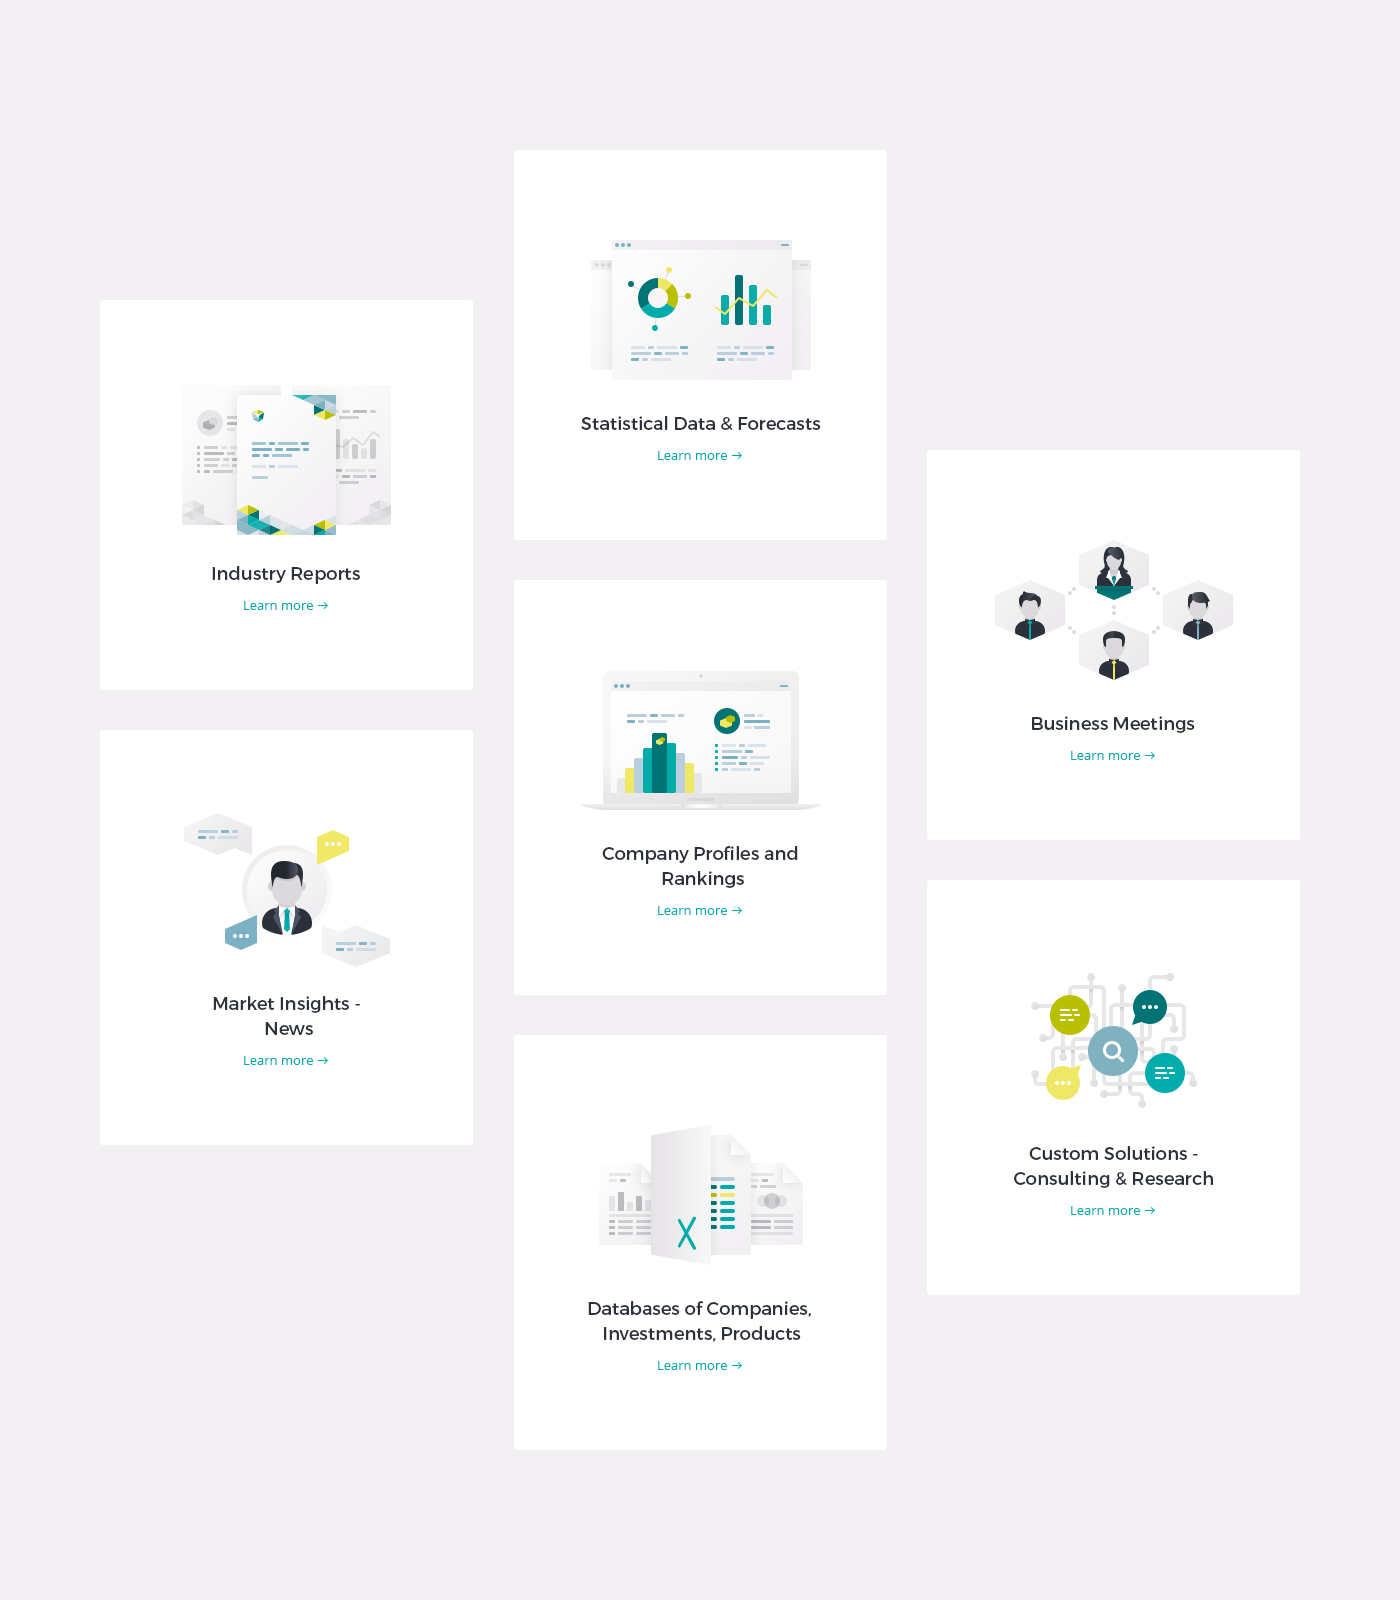 Industry Reports
Learn more →
Market Insights -
News
Learn more →
Statistical Data & Forecasts
Learn more →
Company Profiles and
Rankings
Learn more →
Databases of Companies,
Investments, Products
Learn more →
Business Meetings
Learn more →
Custom Solutions -
Consulting & Research
Learn more →